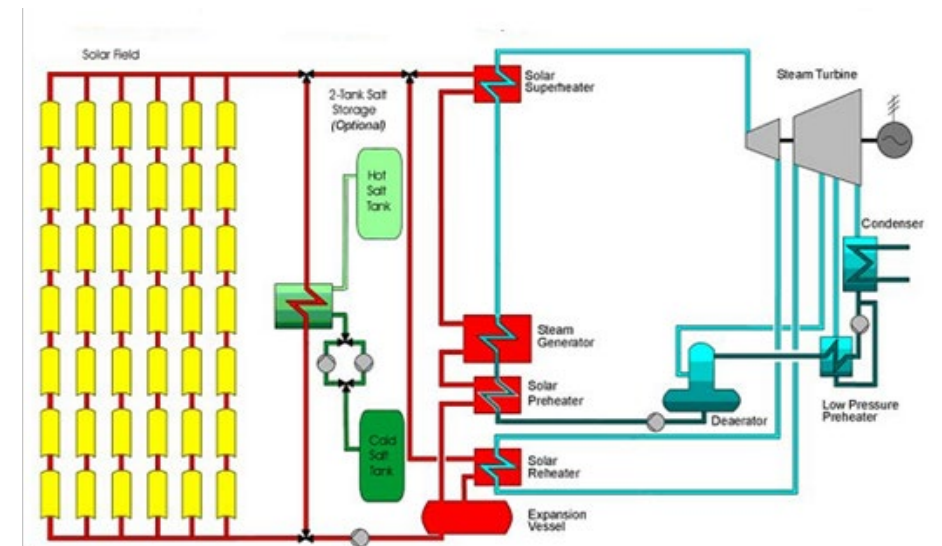 Solar Field
2-Tank Salt
Storage
(Optional)
Hot
Salt
Tank
Cold
Salt
Tank
Solar
Superheater
Steam
Generator
Solar
Preheater
Solar
Reheater
Expansion
Vessel
Steam Turbine
Condenser
Low Pressure
Preheater
Deaerator